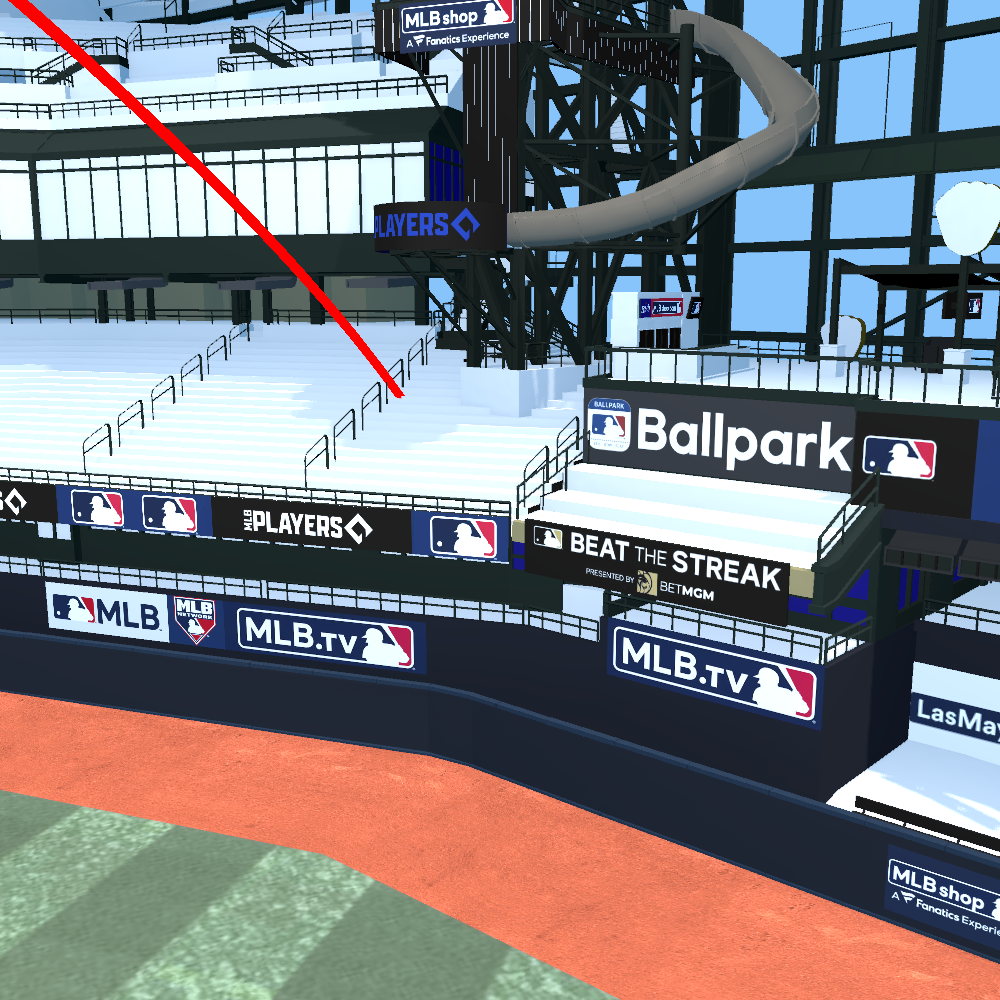 MLB shop
A Fanatics Experience
PLAYERS
BALLPARK
Ballpark
MLB PLAYERS
BEAT THE STREAK
PRESENTED BY BETMGM
MLB
MLB NETWORK
MLB.TV
MLB.TV
LasMay
MLB shop
A Fanatics Experie